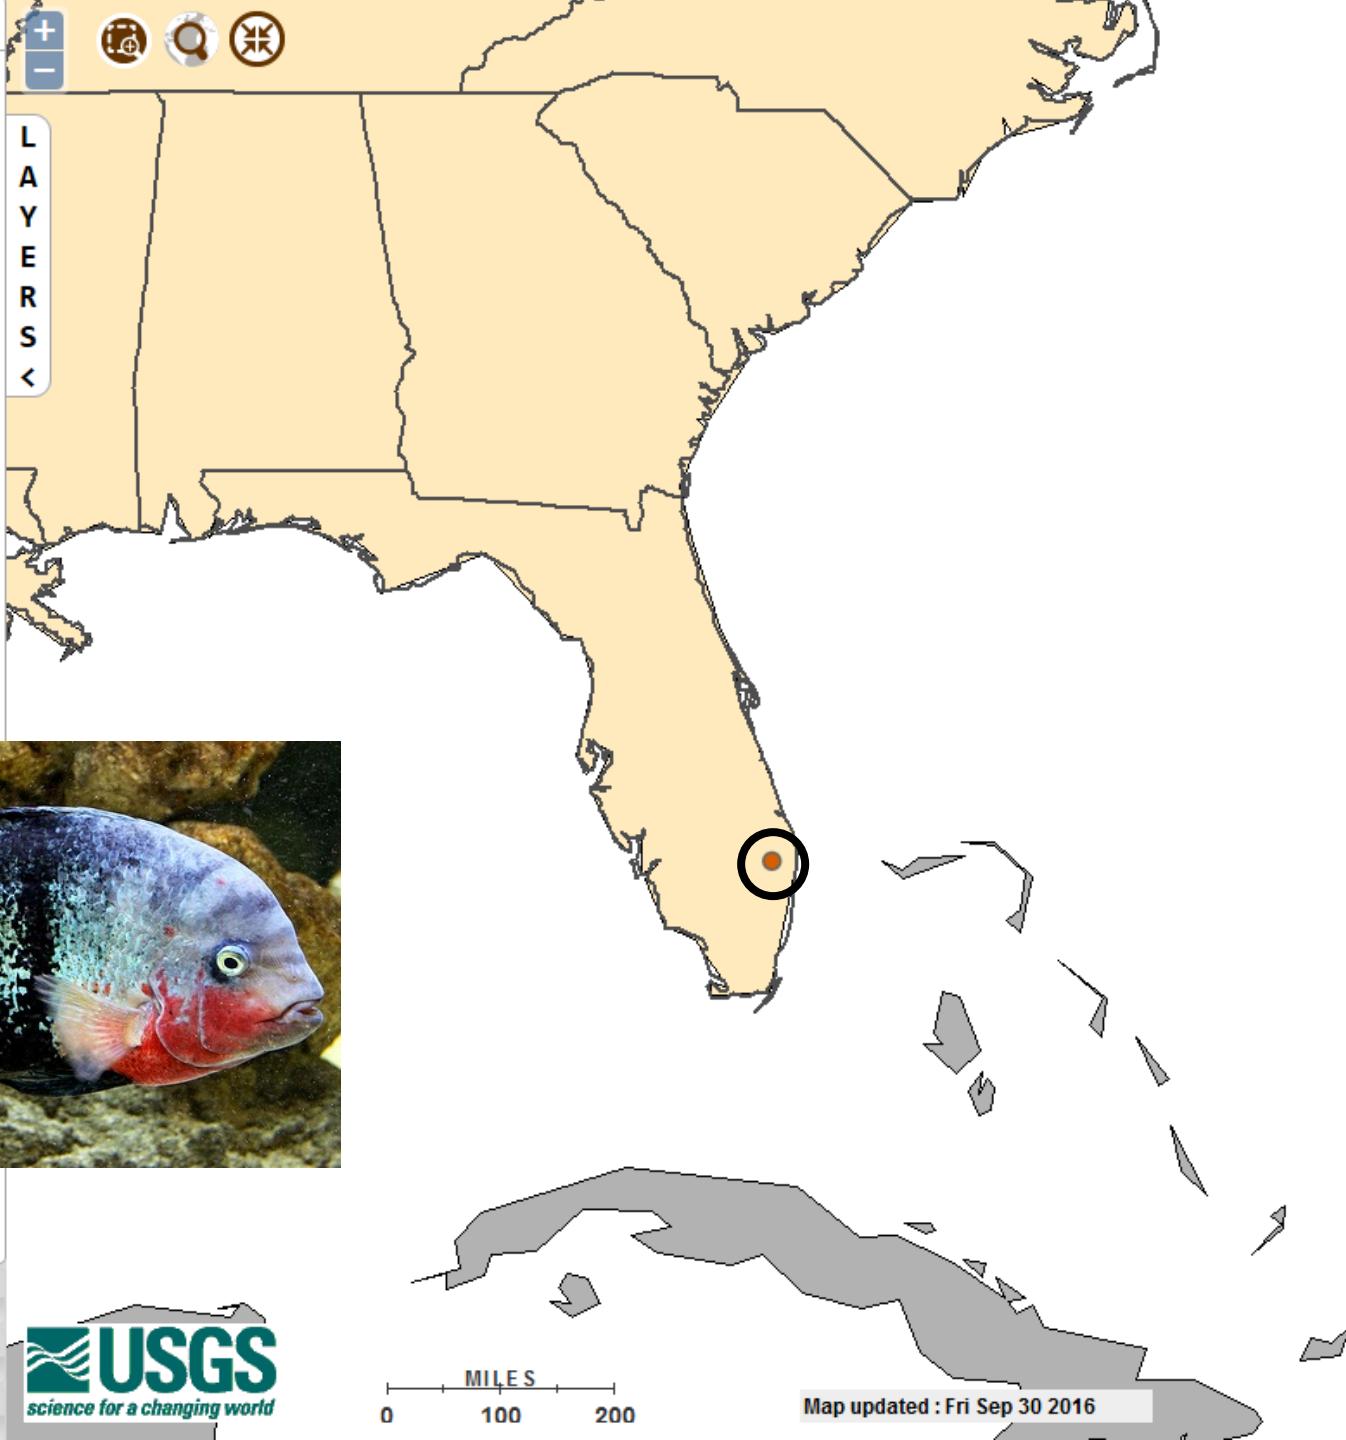 +
−
L
A
Y
E
R
S
<
USGS
science for a changing world
MILES
0 100 200
Map updated : Fri Sep 30 2016